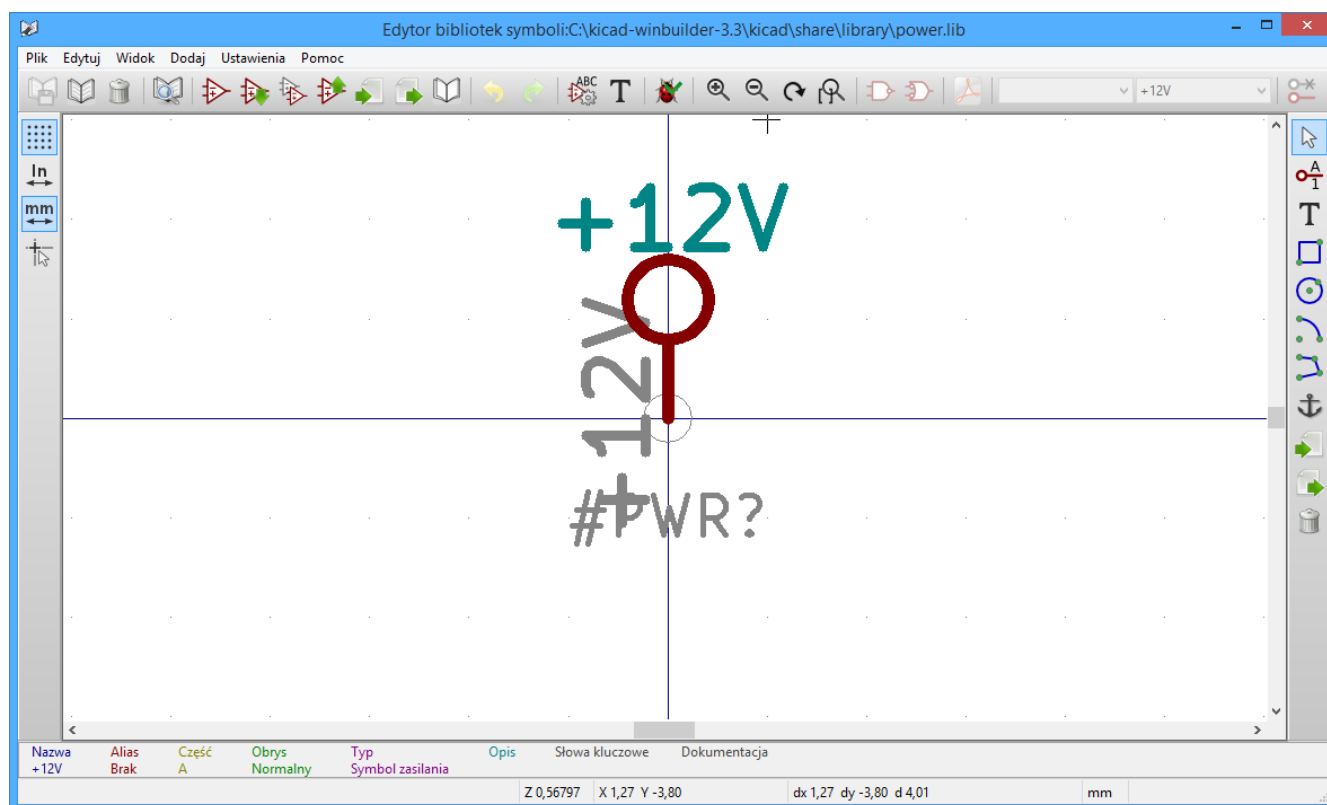 Edytor bibliotek symboli:C:\kicad-winbuilder-3.3\kicad\share\library\power.lib
Plik Edytuj Widok Dodaj Ustawienia Pomoc
ABC T +12V
In
mm
A
1
T
+12V
+12V
#PWR?
Nazwa Alias Część Obrys Typ Opis Słowa kluczowe Dokumentacja
+12V Brak A Normalny Symbol zasilania
Z 0,56797 X 1,27 Y -3,80 dx 1,27 dy -3,80 d 4,01 mm